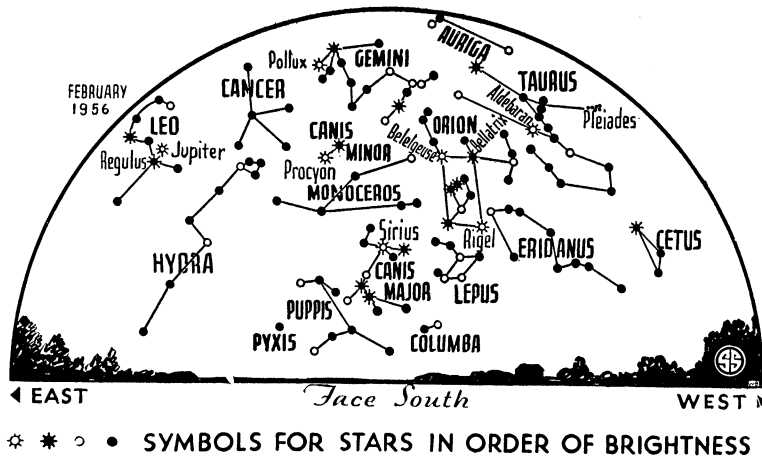 AURIGA
GEMINI
Pollux
TAURUS
CANCER
Aldebaran
Pleiades
FEBRUARY
1956
LEO
ORION
Bellatrix
CANIS
MINOR
Betelgeuse
Regulus
Jupiter
Procyon
MONOCEROS
Sirius
Rigel
ERIDANUS
CETUS
HYDRA
CANIS
MAJOR
LEPUS
PUPPIS
PYXIS
COLUMBA
SS
EAST
Face South
WEST
SYMBOLS FOR STARS IN ORDER OF BRIGHTNESS